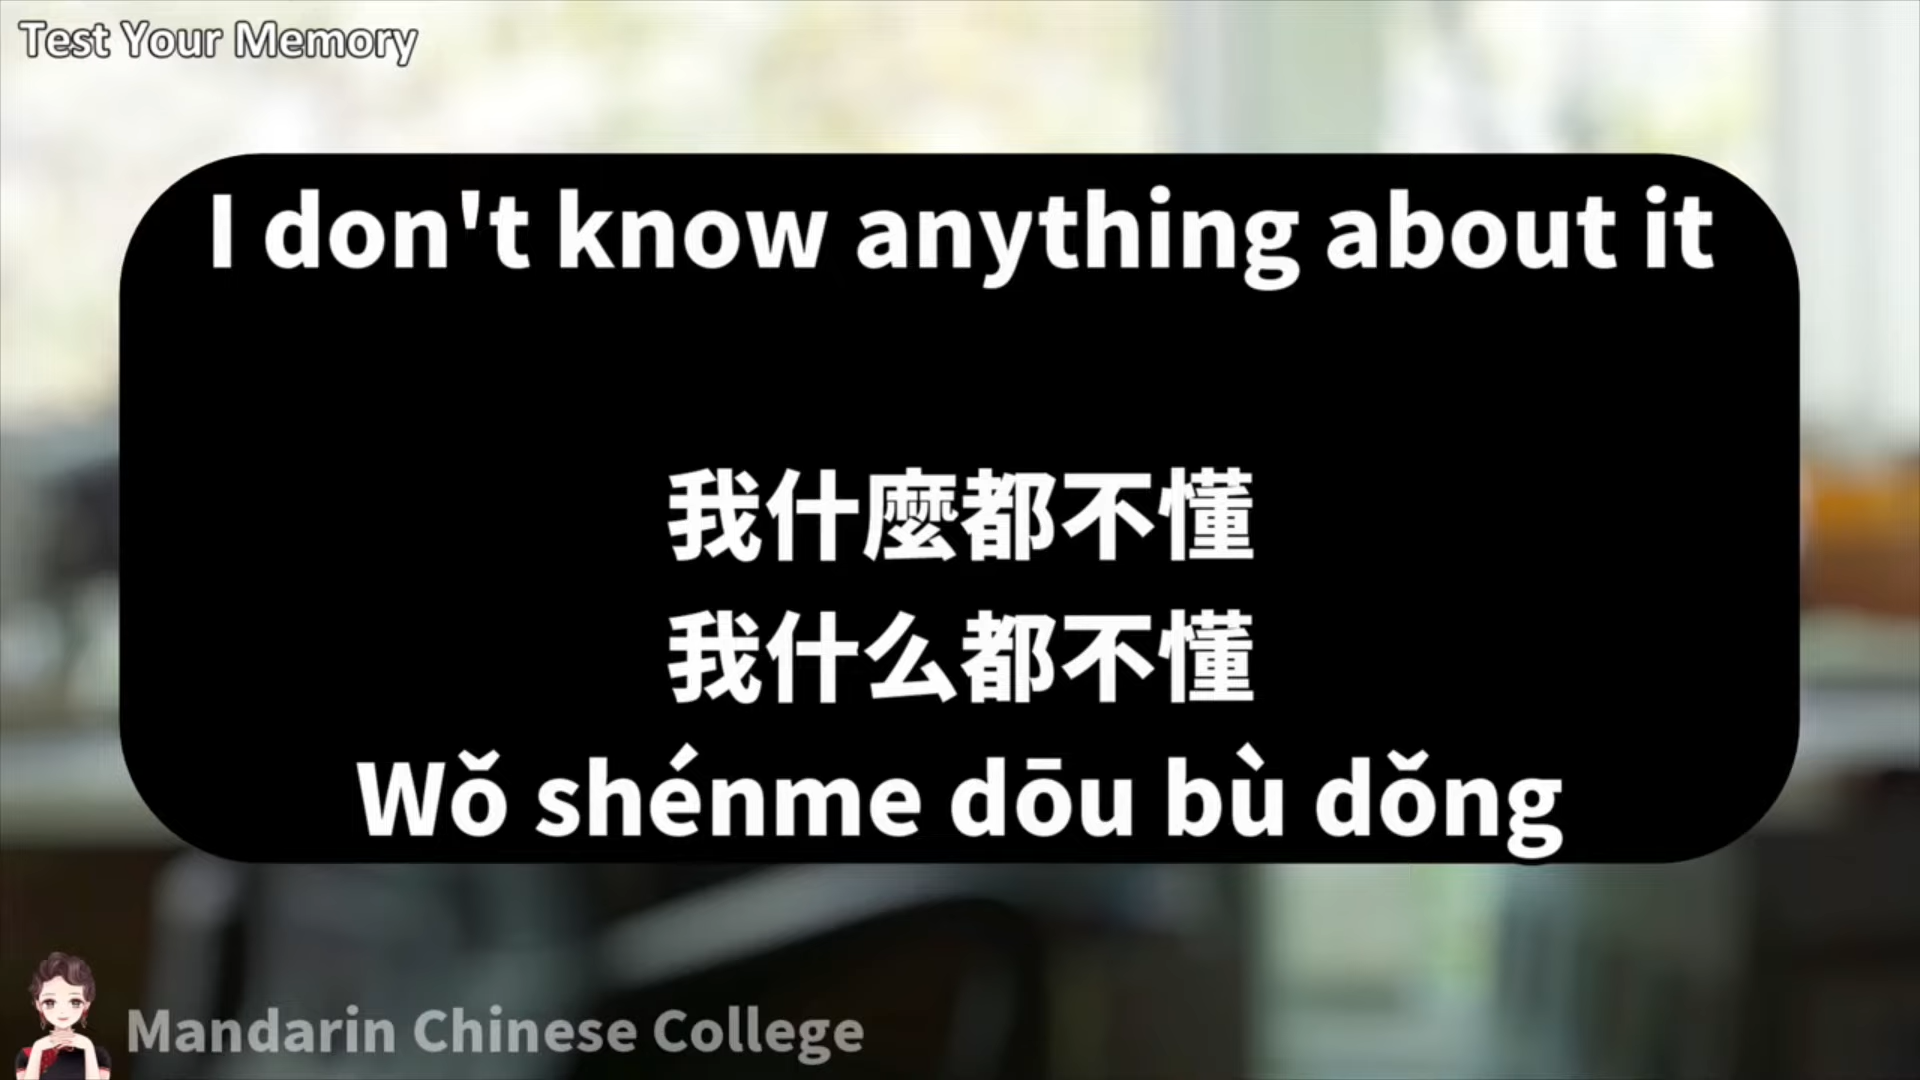 Test Your Memory
I don't know anything about it
我什麼都不懂
我什么都不懂
Wǒ shénme dōu bù dǒng
Mandarin Chinese College